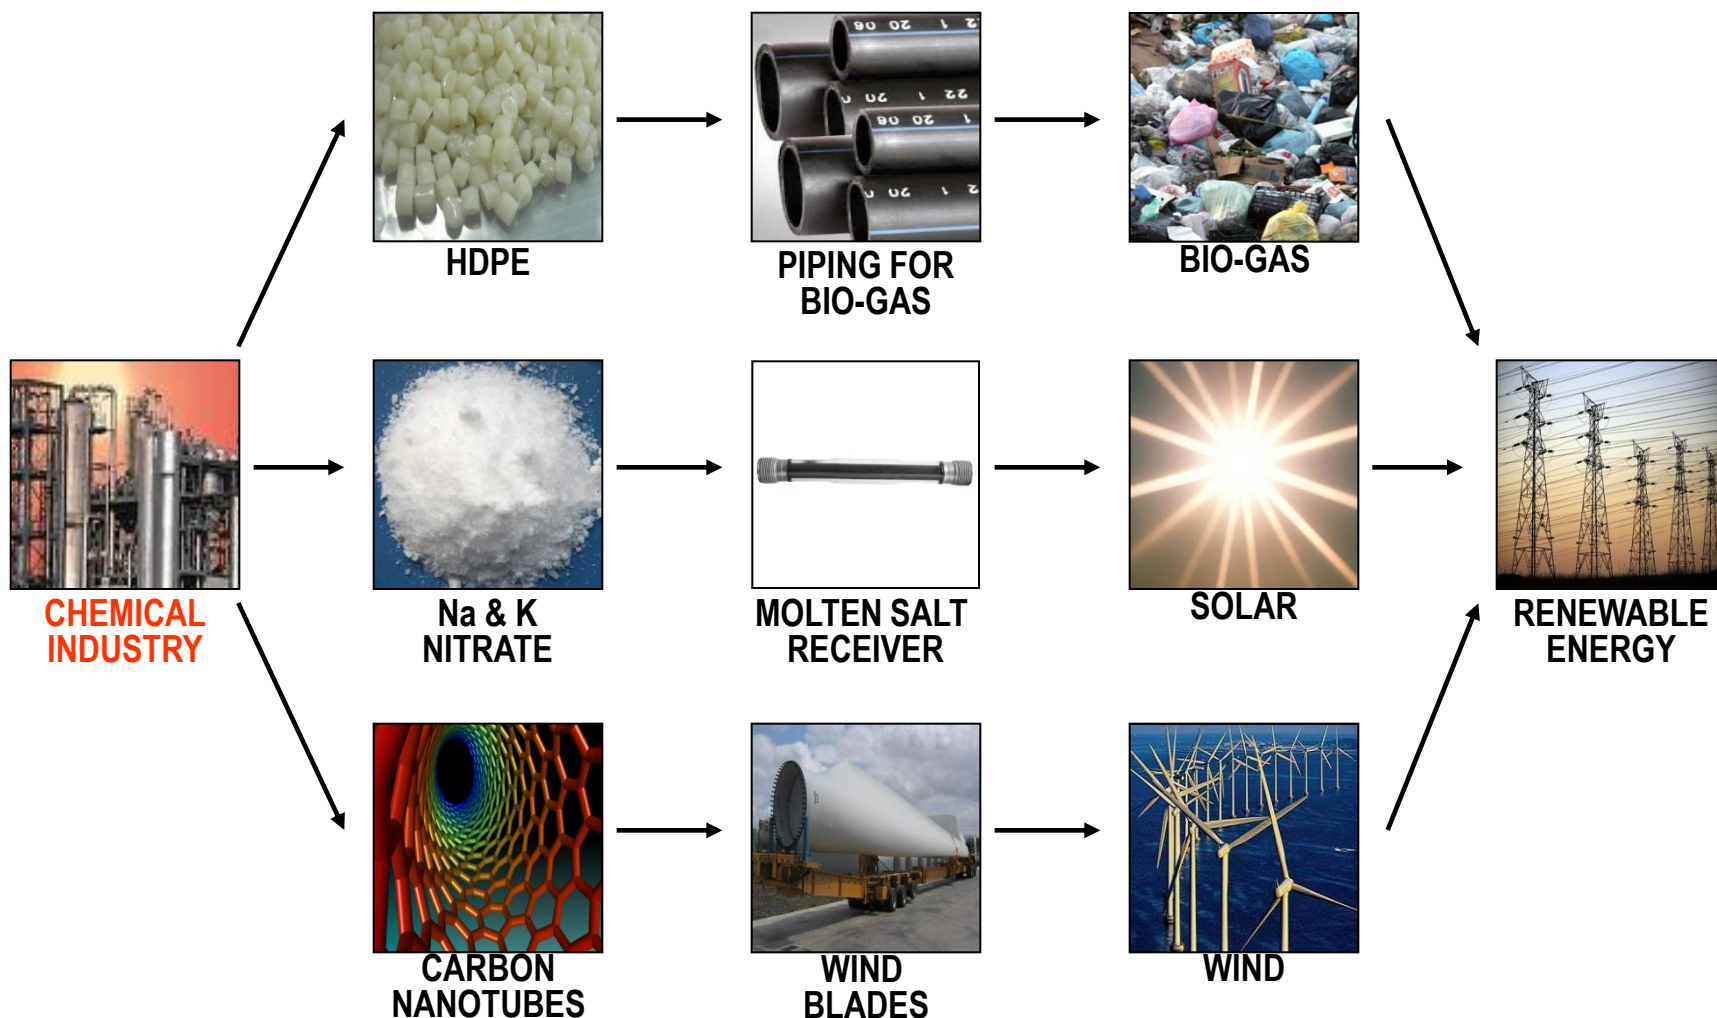 HDPE
PIPING FOR
BIO-GAS
BIO-GAS
CHEMICAL
INDUSTRY
Na & K
NITRATE
MOLTEN SALT
RECEIVER
SOLAR
RENEWABLE
ENERGY
CARBON
NANOTUBES
WIND
BLADES
WIND